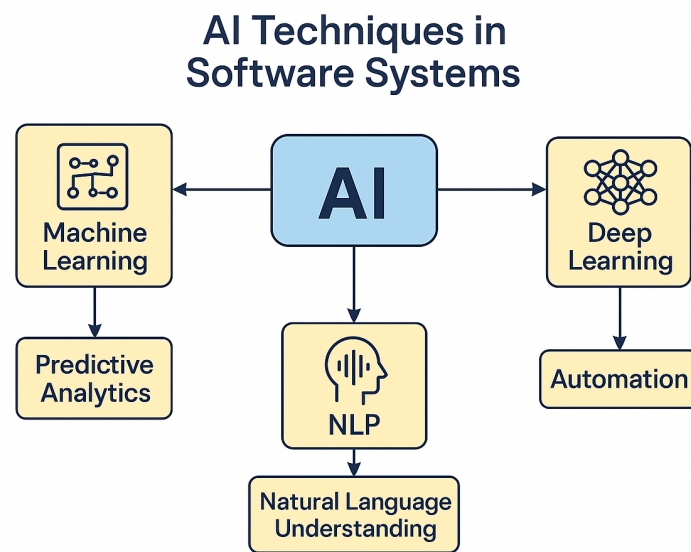 AI Techniques in
Software Systems
AI
Machine
Learning
Deep
Learning
Predictive
Analytics
NLP
Automation
Natural Language
Understanding